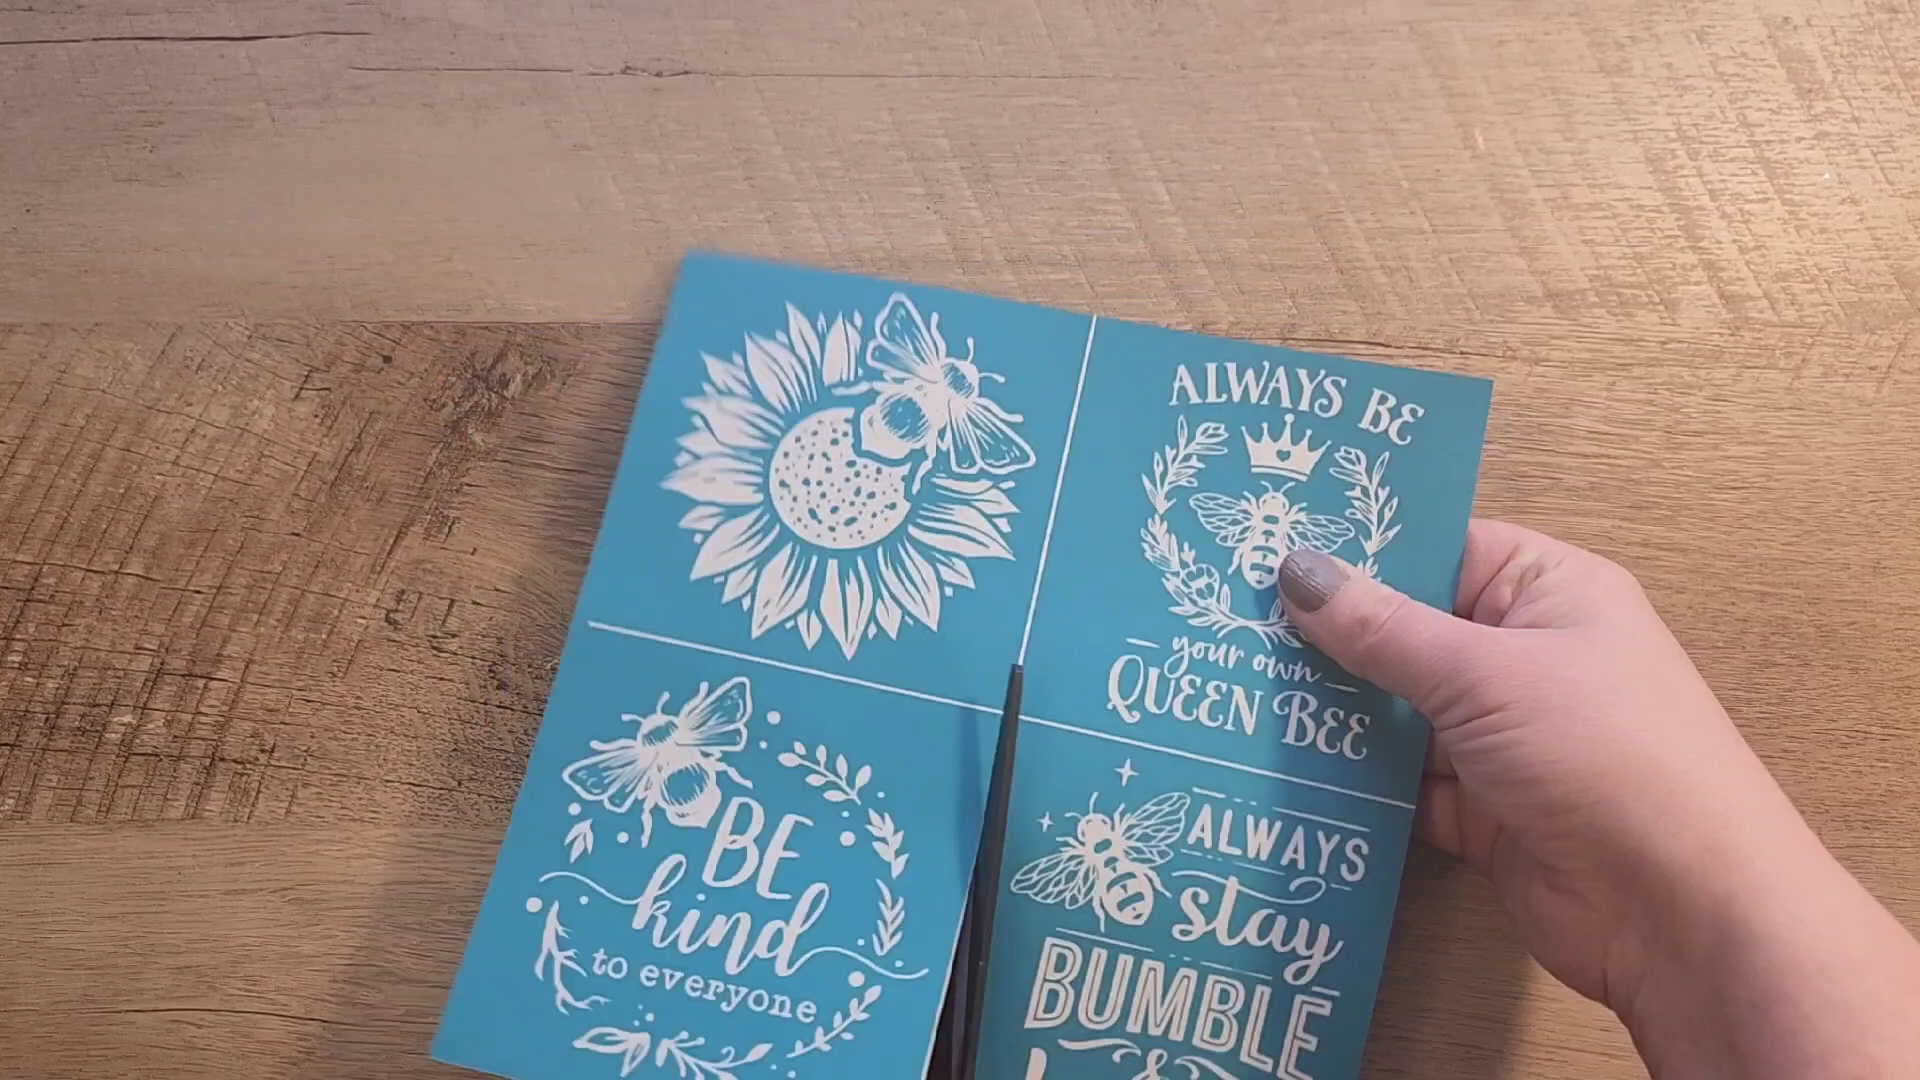 ALWAYS BE
your own
QUEEN BEE
BE
kind
to everyone
ALWAYS
stay
BUMBLE
&